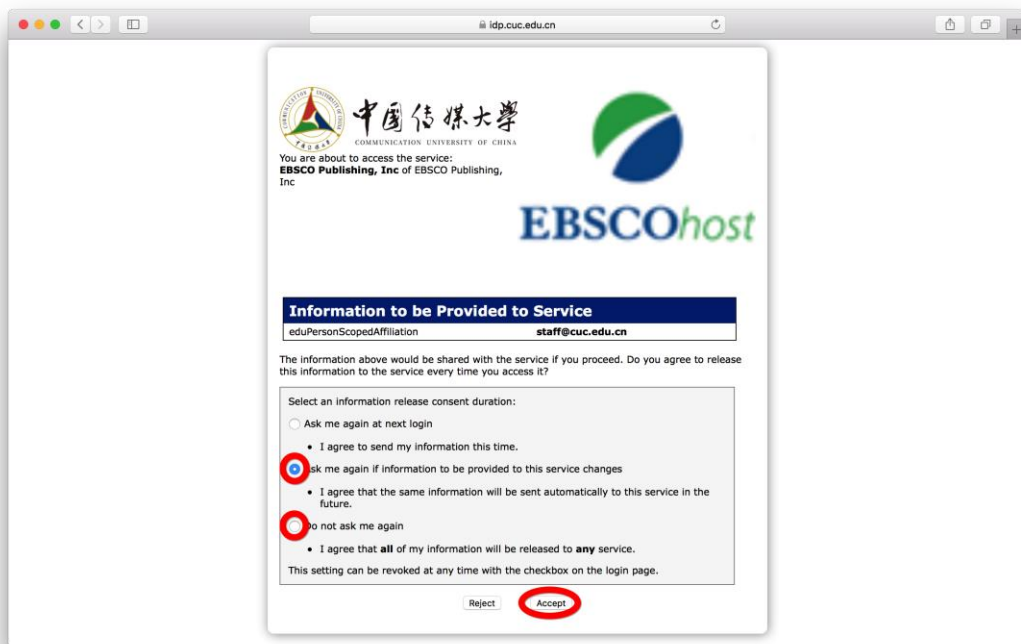 idp.cuc.edu.cn
中国传媒大学
COMMUNICATION UNIVERSITY OF CHINA
You are about to access the service:
EBSCO Publishing, Inc of EBSCO Publishing,
Inc
EBSCOhost
Information to be Provided to Service
eduPersonScopedAffiliation staff@cuc.edu.cn
The information above would be shared with the service if you proceed. Do you agree to release
this information to the service every time you access it?
Select an information release consent duration:
Ask me again at next login
• I agree to send my information this time.
Ask me again if information to be provided to this service changes
• I agree that the same information will be sent automatically to this service in the
future.
Do not ask me again
• I agree that all of my information will be released to any service.
This setting can be revoked at any time with the checkbox on the login page.
Reject Accept